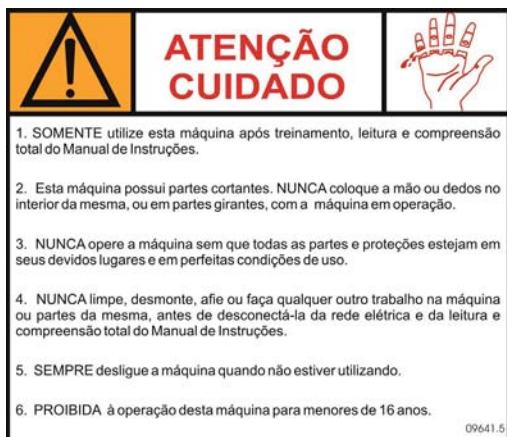 ATENÇÃO
CUIDADO
1. SOMENTE utilize esta máquina após treinamento, leitura e compreensão
total do Manual de Instruções.
2. Esta máquina possui partes cortantes. NUNCA coloque a mão ou dedos no
interior da mesma, ou em partes girantes, com a máquina em operação.
3. NUNCA opere a máquina sem que todas as partes e proteções estejam em
seus devidos lugares e em perfeitas condições de uso.
4. NUNCA limpe, desmonte, afie ou faça qualquer outro trabalho na máquina
ou partes da mesma, antes de desconectá-la da rede elétrica e da leitura e
compreensão total do Manual de Instruções.
5. SEMPRE desligue a máquina quando não estiver utilizando.
6. PROIBIDA à operação desta máquina para menores de 16 anos.
09641.5